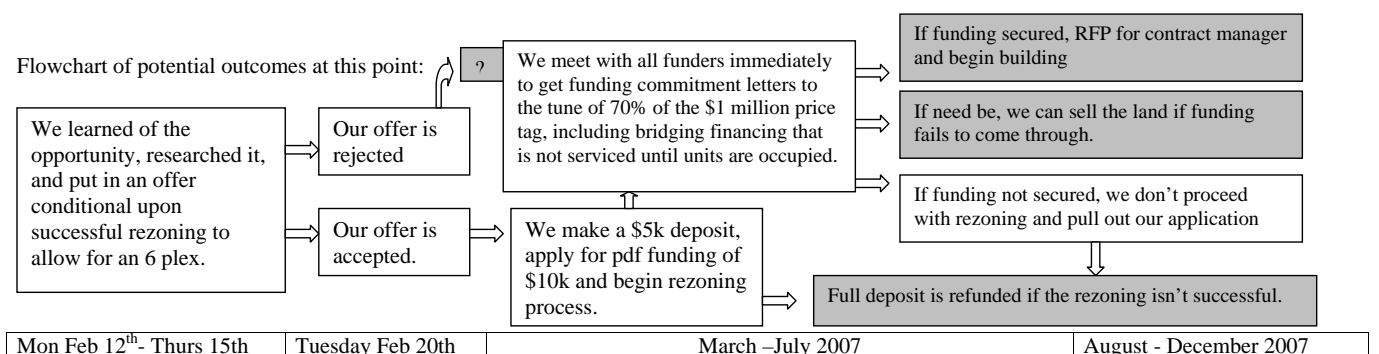 Flowchart of potential outcomes at this point:
We learned of the
opportunity, researched it,
and put in an offer
conditional upon
successful rezoning to
allow for an 6 plex.
Our offer is
rejected
Our offer is
accepted.
?
We meet with all funders immediately
to get funding commitment letters to
the tune of 70% of the $1 million price
tag, including bridging financing that
is not serviced until units are occupied.
We make a $5k deposit,
apply for pdf funding of
$10k and begin rezoning
process.
If funding secured, RFP for contract manager
and begin building
If need be, we can sell the land if funding
fails to come through.
If funding not secured, we don’t proceed
with rezoning and pull out our application
Full deposit is refunded if the rezoning isn’t successful.
Mon Feb 12th- Thurs 15th
Tuesday Feb 20th
March –July 2007
August - December 2007